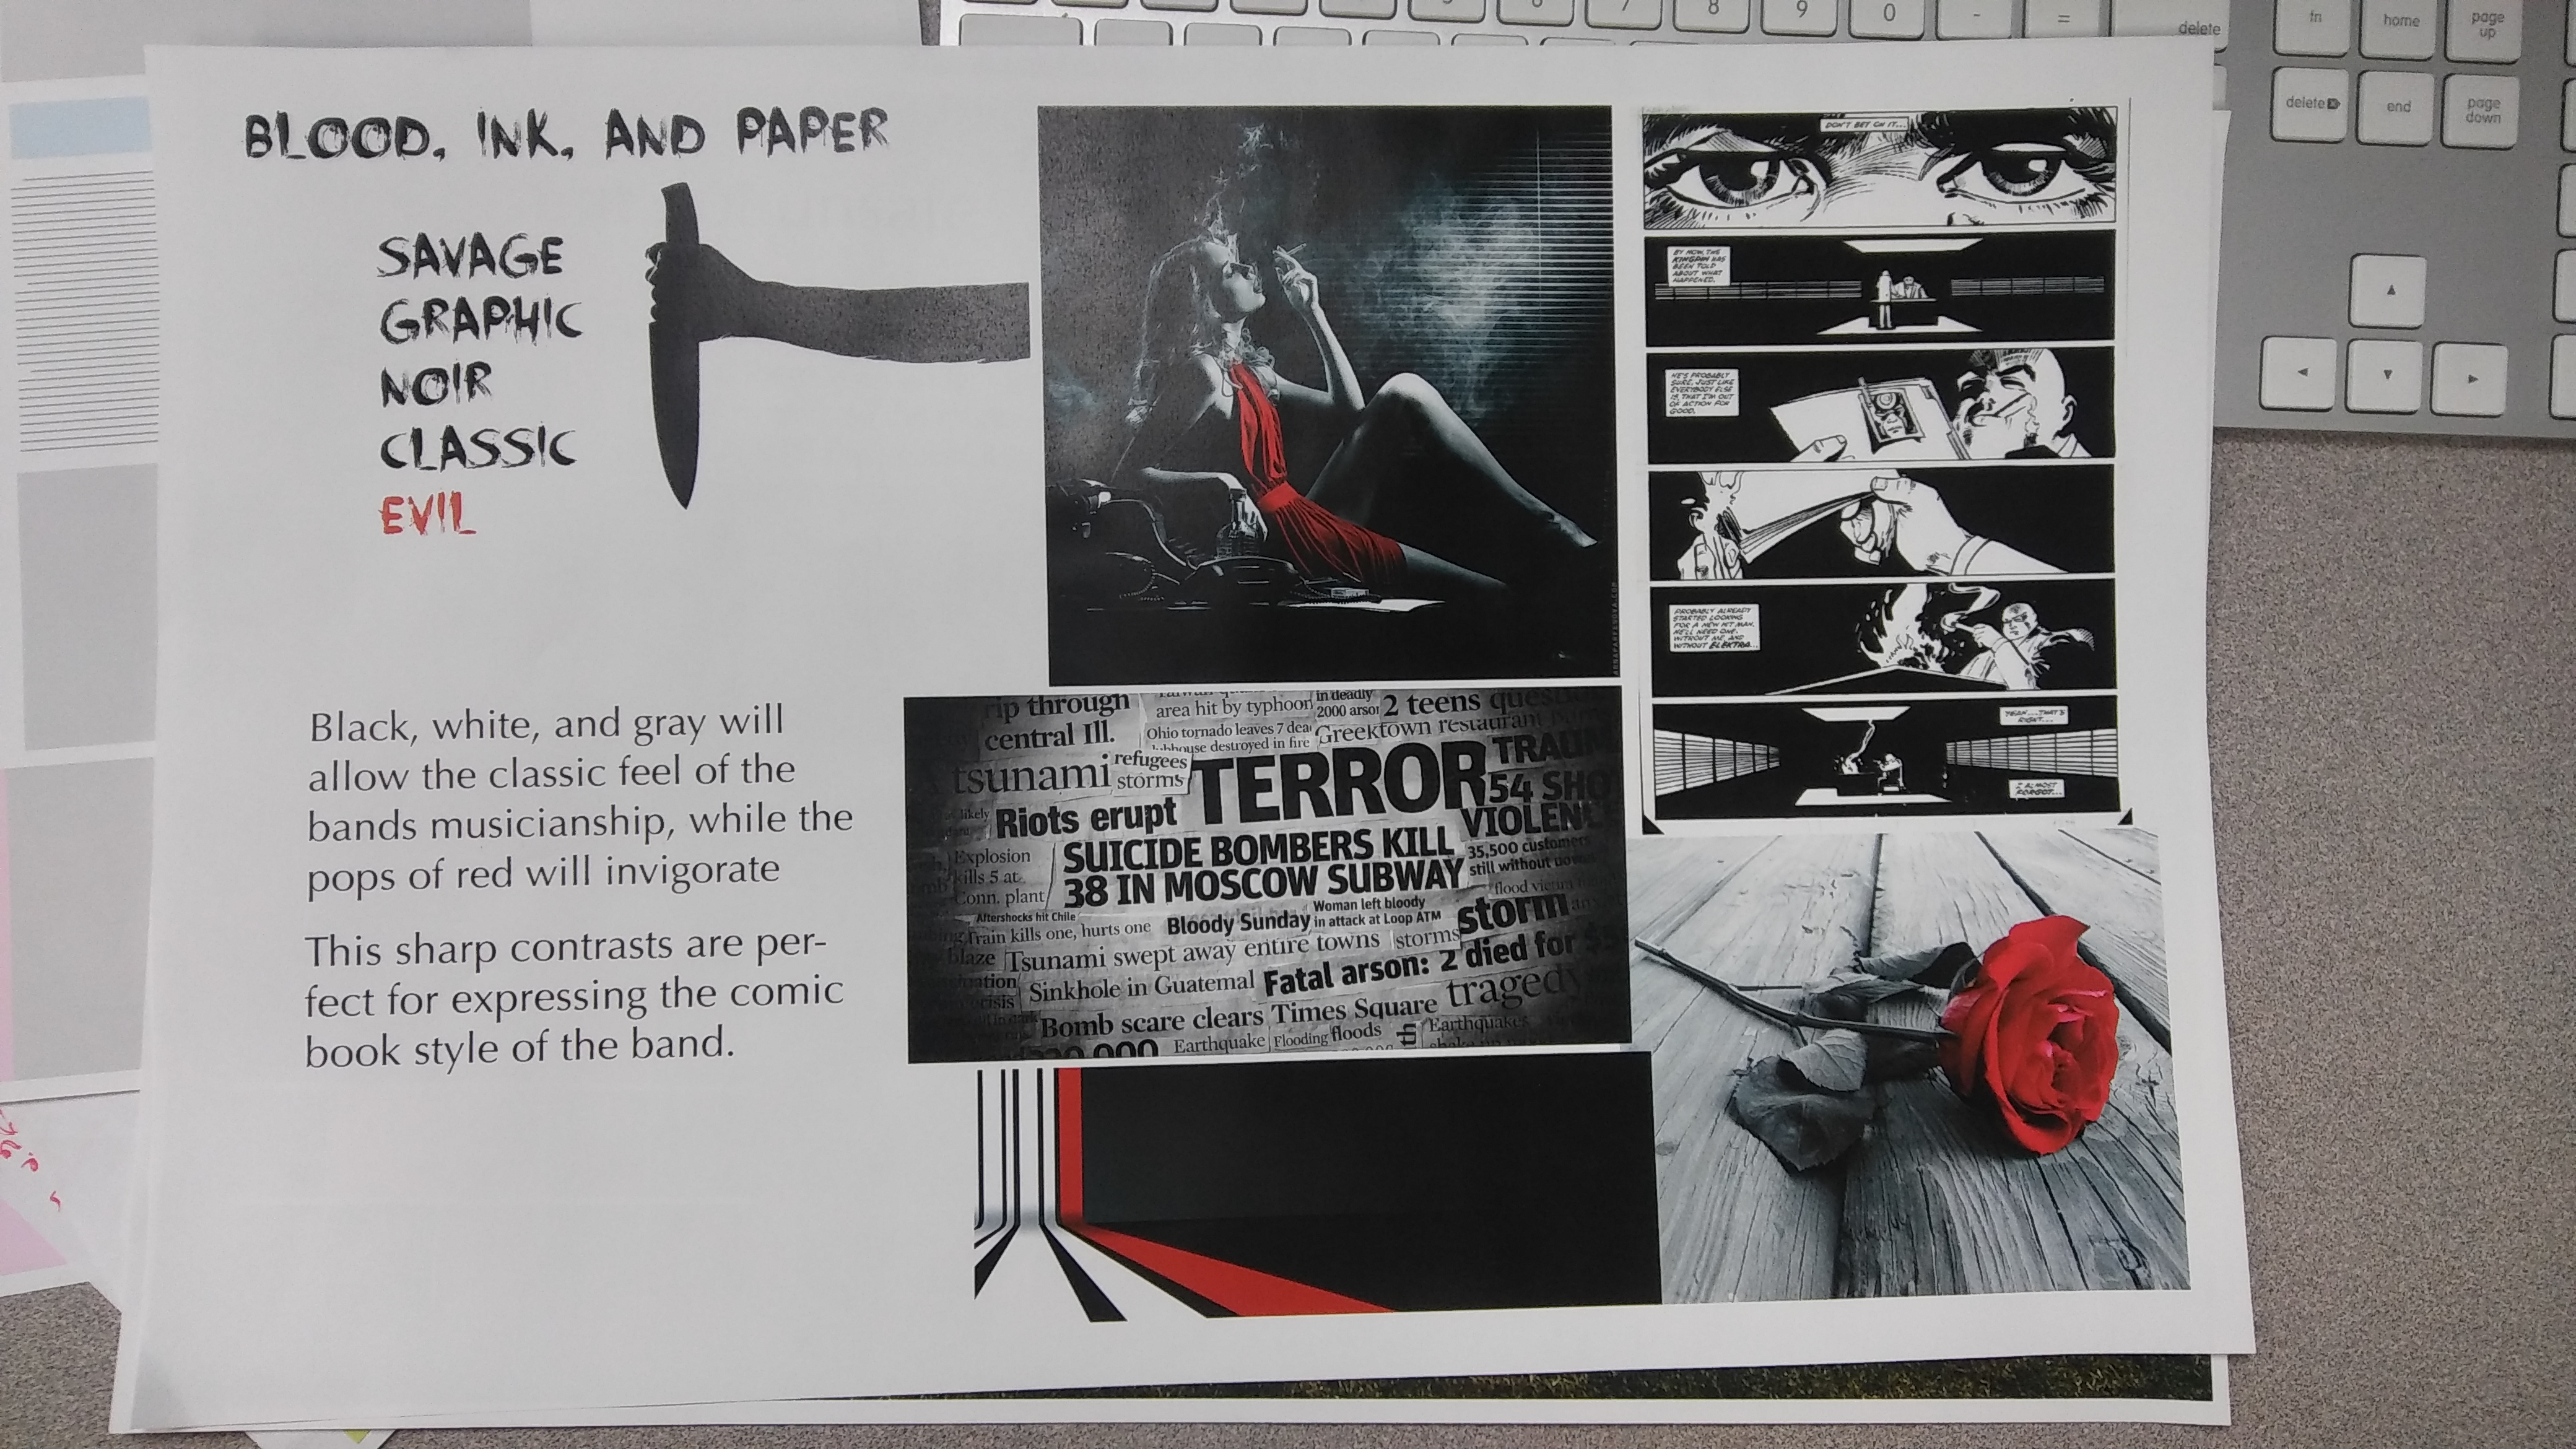 BLOOD, INK, AND PAPER
SAVAGE
GRAPHIC
NOIR
CLASSIC
EVIL
Black, white, and gray will
allow the classic feel of the
bands musicianship, while the
pops of red will invigorate
This sharp contrasts are per-
fect for expressing the comic
book style of the band.
DON'T BET ON IT...
BY NOW, THE
KINGPIN HAS
BEEN TOLD
ABOUT WHAT
HAPPENED.
HE'S PROBABLY
SURE, JUST LIKE
EVERYBODY ELSE
IS, THAT I'M OUT
OF ACTION FOR
GOOD.
PROBABLY ALREADY
STARTED LOOKING
FOR A NEW HIT MAN.
HE'LL NEED ONE,
WITHOUT ME, AND
WITHOUT ELEKTRA...
YEAH.....THAT'S
RIGHT...
I ALMOST
FORGOT...
rip through
central Ill.
area hit by typhoon
in deadly
2000 arson
2 teens
Ohio tornado leaves 7 dea
house destroyed in fire
Greektown restaurant
tsunami
refugees
storms
TERROR
TRAU
54 SHO
likely
Riots erupt
VIOLEN
Explosion
kills 5 at
Conn. plant
SUICIDE BOMBERS KILL
38 IN MOSCOW SUBWAY
35,500 customers
still without power
flood
Aftershocks hit Chile
Bloody Sunday
Woman left bloody
in attack at Loop ATM
storm
Train kills one, hurts one
blaze
Tsunami swept away entire towns
storms
Sinkhole in Guatemal
Fatal arson: 2 died for
crisis
Bomb scare clears Times Square
tragedy
Earthquake
Flooding
floods
Earthquakes
fn
home
page
up
delete
delete
end
page
down
7
8
9
0
-
=